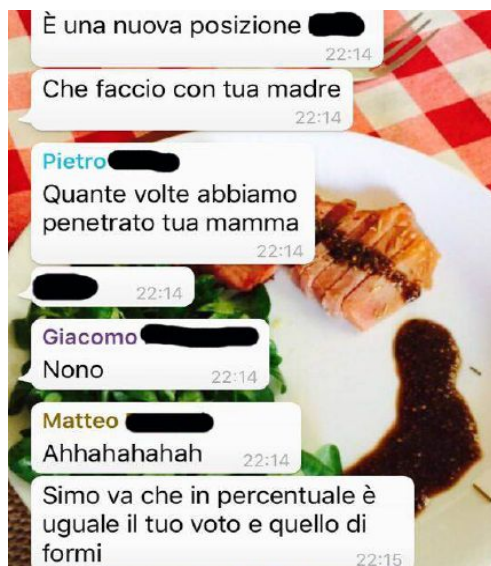 È una nuova posizione
22:14
Che faccio con tua madre
22:14
Pietro
Quante volte abbiamo
penetrato tua mamma
22:14
22:14
Giacomo
Nono
22:14
Matteo
Ahhahahahah
22:14
Simo va che in percentuale è
uguale il tuo voto e quello di
formi
22:15